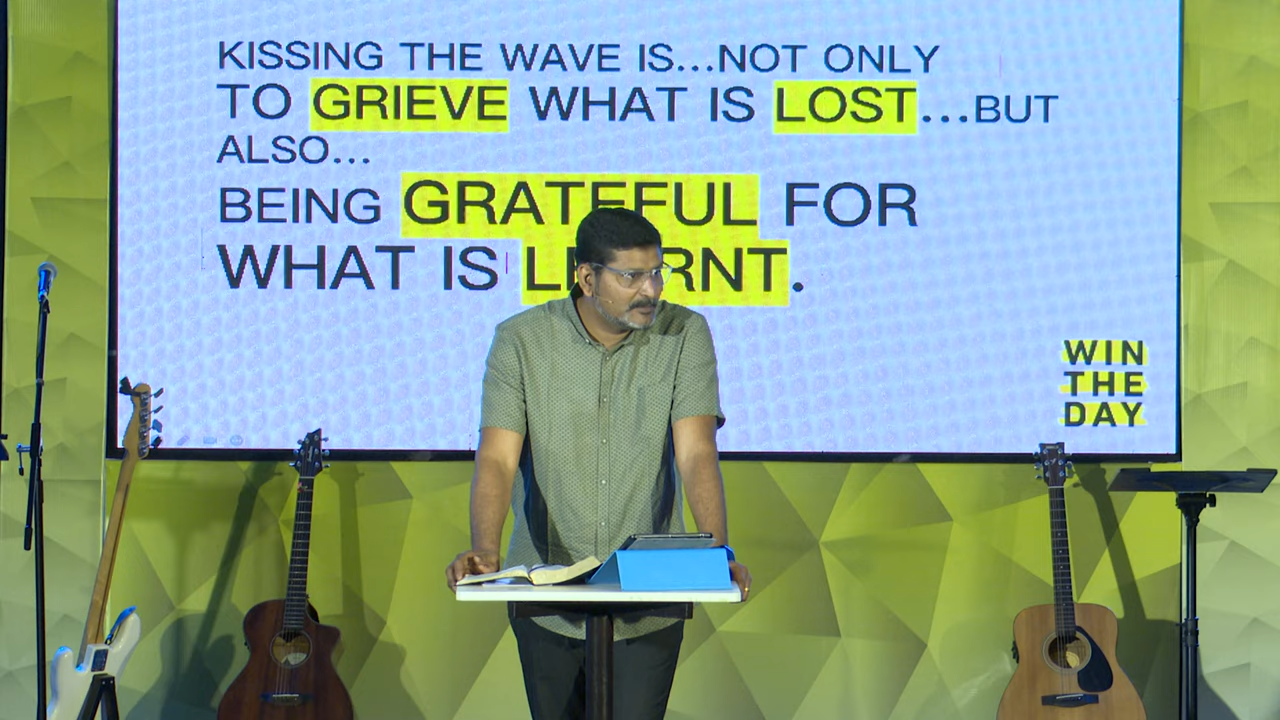 KISSING THE WAVE IS...NOT ONLY
TO GRIEVE WHAT IS LOST...BUT
ALSO...
BEING GRATEFUL FOR
WHAT IS LEARNT.
WIN
THE
DAY